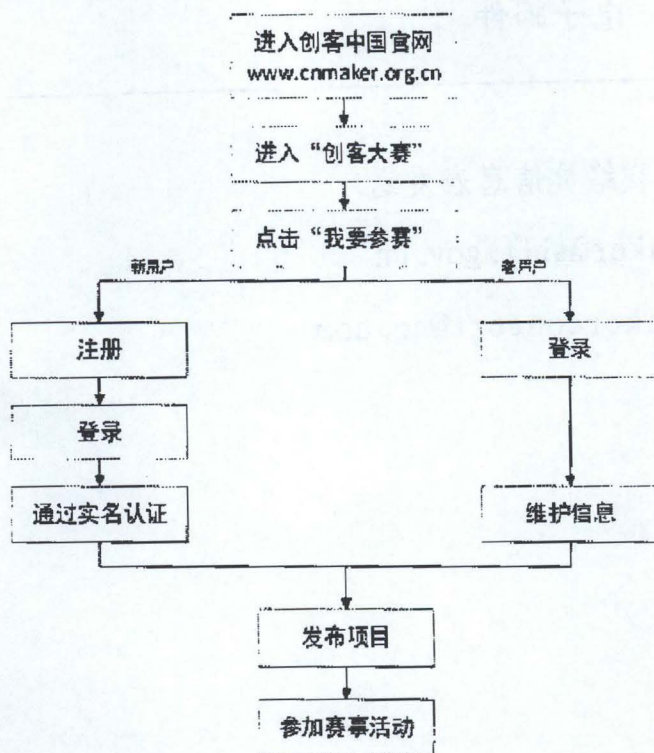 进入创客中国官网
www.cnmaker.org.cn
进入“创客大赛”
点击“我要参赛”
新用户
老用户
注册
登录
登录
通过实名认证
维护信息
发布项目
参加赛事活动